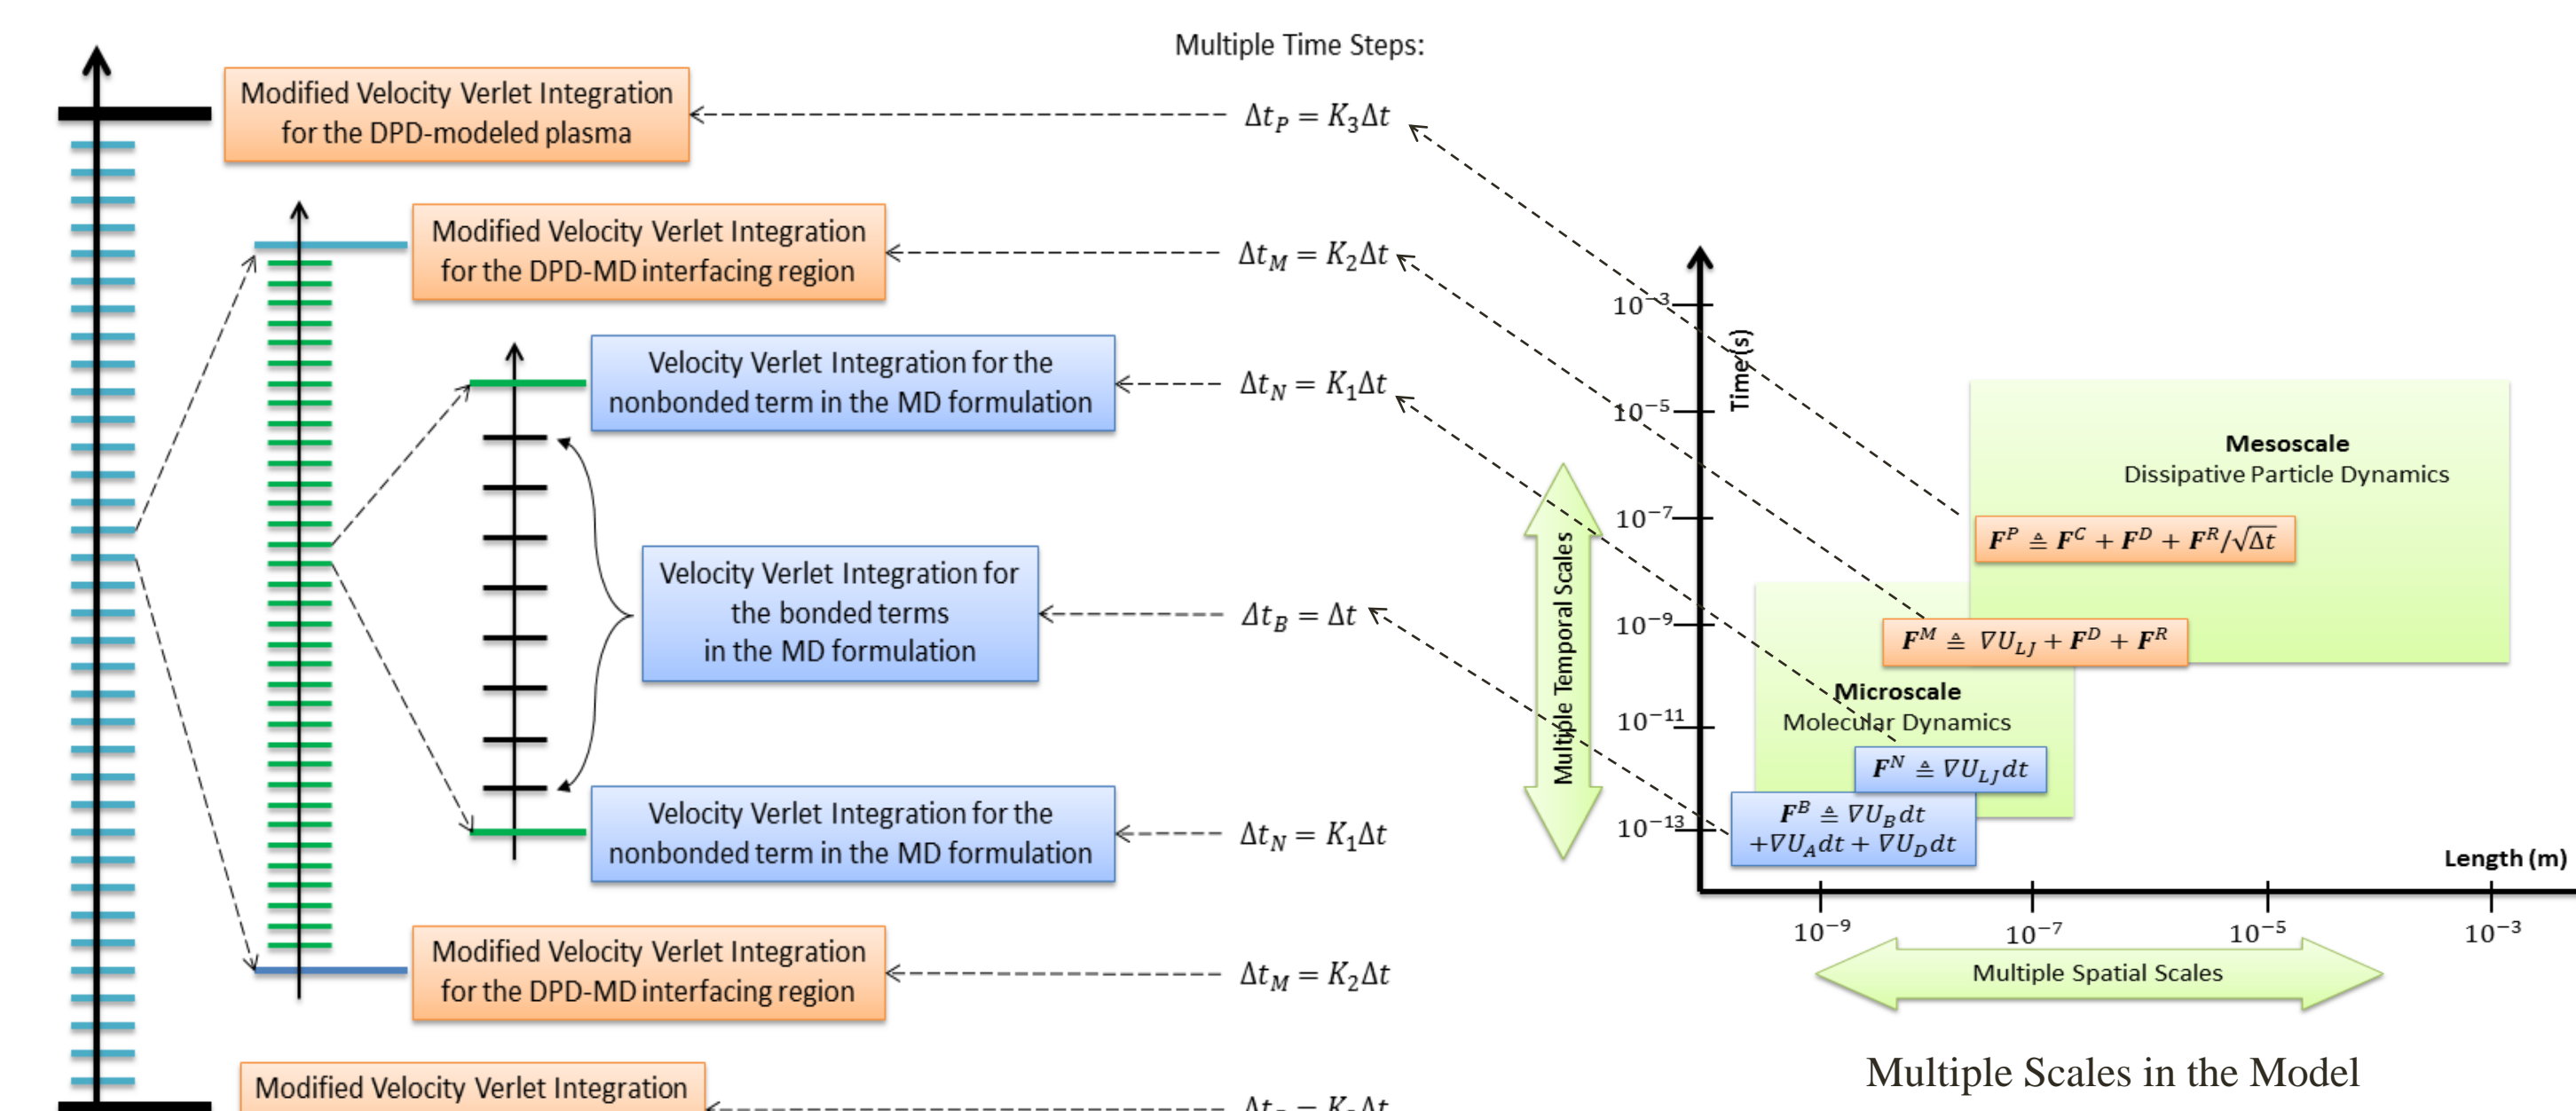 Multiple Time Steps:
Modified Velocity Verlet Integration
for the DPD-modeled plasma
Δt_P = K_3Δt
Modified Velocity Verlet Integration
for the DPD-MD interfacing region
Δt_M = K_2Δt
Velocity Verlet Integration for the
nonbonded term in the MD formulation
Δt_N = K_1Δt
Velocity Verlet Integration for
the bonded terms
in the MD formulation
Δt_B = Δt
Velocity Verlet Integration for the
nonbonded term in the MD formulation
Δt_N = K_1Δt
Modified Velocity Verlet Integration
for the DPD-MD interfacing region
Δt_M = K_2Δt
Modified Velocity Verlet Integration
Multiple Temporal Scales
Time (s)
10^{-3}
10^{-5}
10^{-7}
10^{-9}
10^{-11}
10^{-13}
Mesoscale
Dissipative Particle Dynamics
F^P ≜ F^C + F^D + F^R/√Δt
F^M ≜ ∇U_{LJ} + F^D + F^R
Microscale
Molecular Dynamics
F^N ≜ ∇U_{LJ}dt
F^B ≜ ∇U_Bdt
+∇U_Adt + ∇U_Ddt
Length (m)
10^{-9}
10^{-7}
10^{-5}
10^{-3}
Multiple Spatial Scales
Multiple Scales in the Model